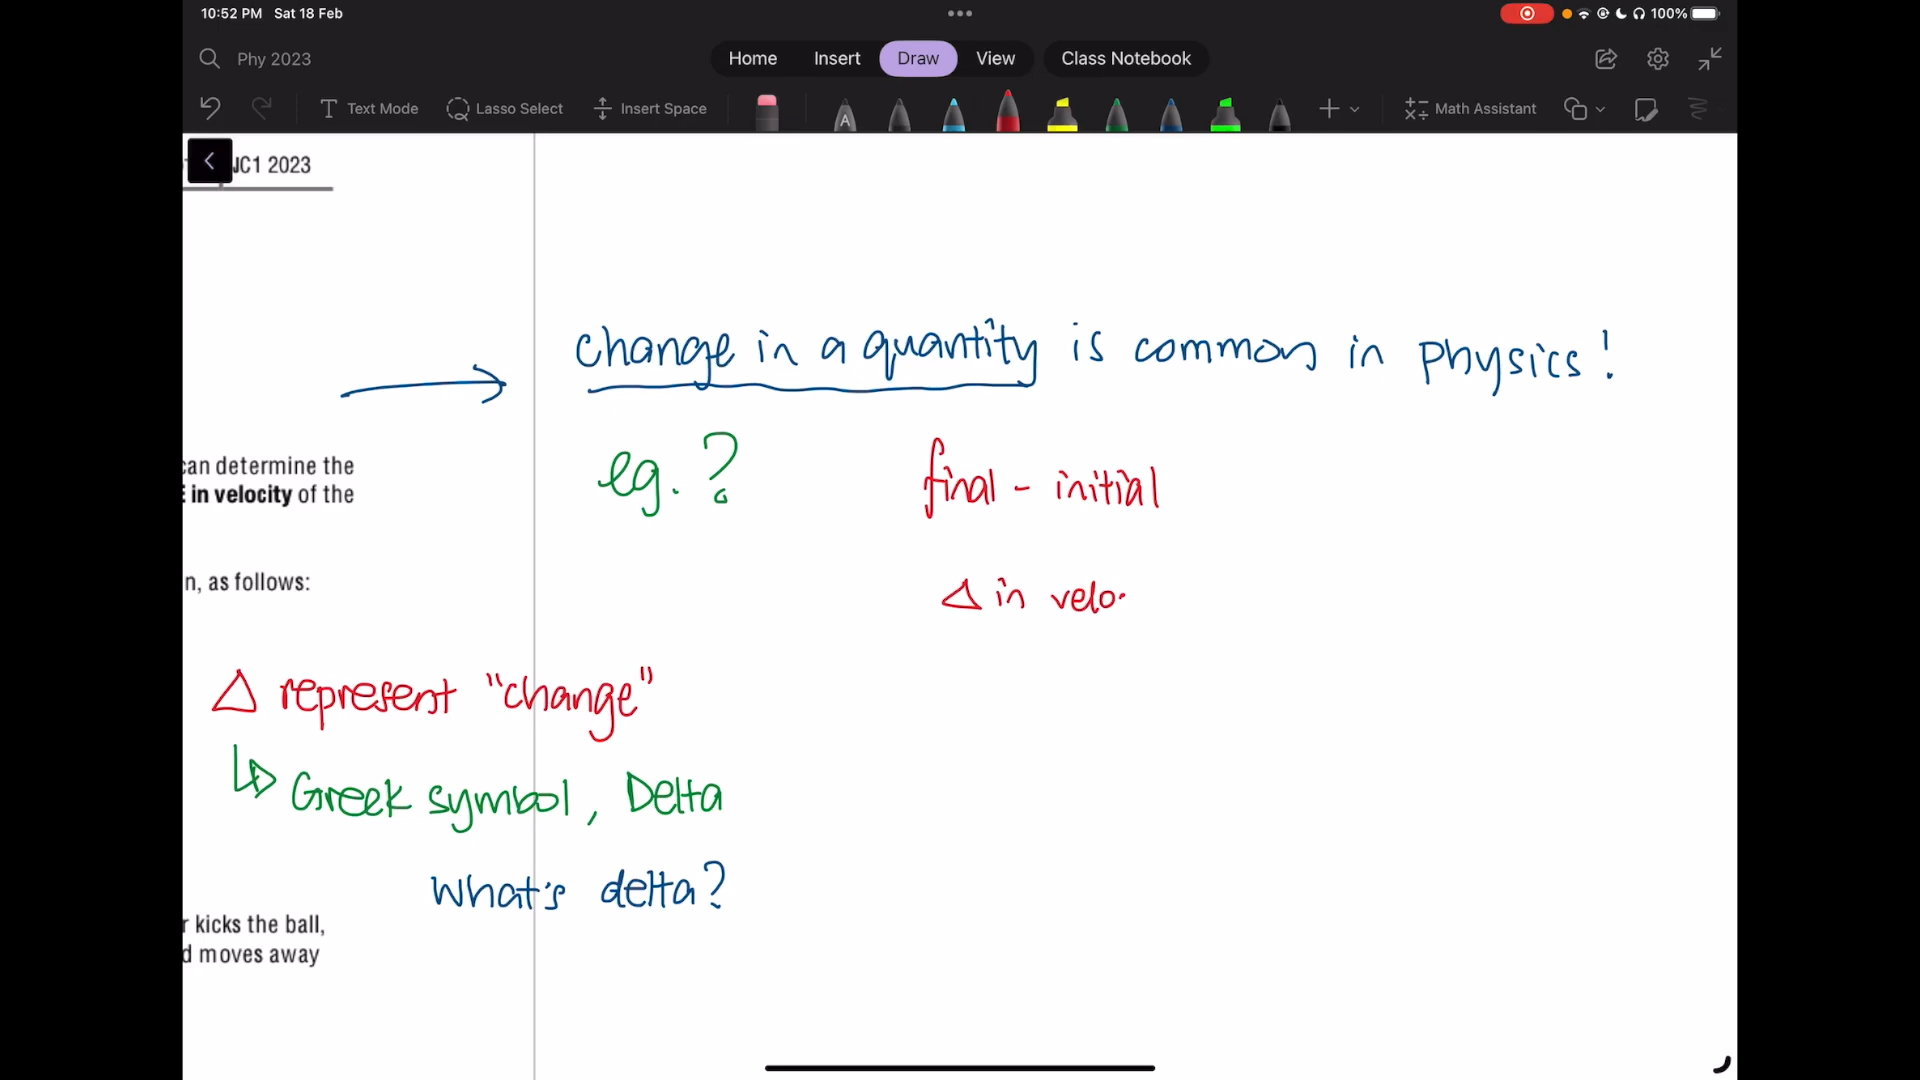 10:52 PM Sat 18 Feb
100%
Phy 2023
Home Insert Draw View Class Notebook
Text Mode Lasso Select Insert Space A Math Assistant
JC1 2023
change in a quantity is common in physics!
eg. ?
final - initial
can determine the
in velocity of the
Δ in velo
n, as follows:
Δ represent "change"
Greek symbol, Delta
What's delta?
r kicks the ball,
d moves away